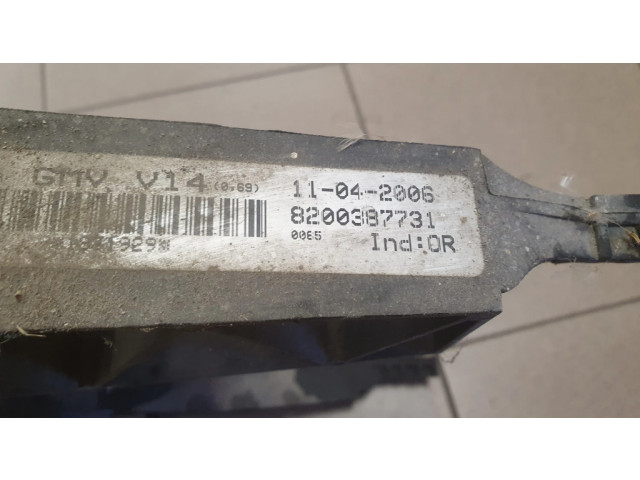 GMV. V14 (0.69) 11-04-2006
8200387731
0065 Ind:OR